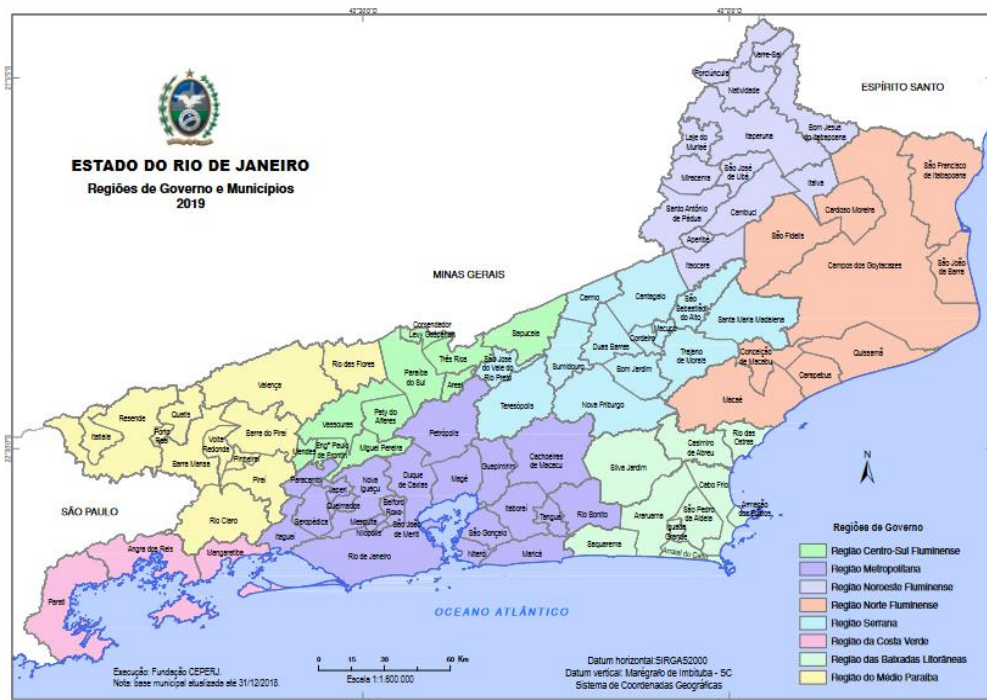 ESTADO DO RIO DE JANEIRO
Regiões de Governo e Municípios
2019
ESPÍRITO SANTO
MINAS GERAIS
SÃO PAULO
OCEANO ATLÂNTICO
Varre-Sai
Porciúncula
Natividade
Bom Jesus
do Itabapoana
Laje do
Muriaé
Itaperuna
Miracema
São José
de Ubá
Italva
Santo Antônio
de Pádua
Cambuci
Aperibé
Itaocara
São Francisco
de Itabapoana
Cardoso Moreira
São Fidélis
Campos dos Goytacazes
São João
da Barra
Quissamã
Carapebus
Conceição
de Macabu
Macaé
Carmo
Cantagalo
São
Sebastião
do Alto
Santa Maria Madalena
Macuco
Cordeiro
Duas Barras
Trajano
de Morais
Sumidouro
Bom Jardim
São José
do Vale do
Rio Preto
Teresópolis
Nova Friburgo
Comendador
Levy Gasparian
Sapucaia
Três Rios
Paraíba
do Sul
Areal
Paty do
Alferes
Vassouras
Miguel Pereira
Engº Paulo
de Frontin
Mendes
Rio das Flores
Valença
Resende
Quatis
Itatiaia
Porto
Real
Volta
Redonda
Barra do Piraí
Barra Mansa
Pinheiral
Piraí
Rio Claro
Petrópolis
Cachoeiras
de Macacu
Guapimirim
Magé
Duque
de Caxias
Nova
Iguaçu
Paracambi
Japeri
Queimados
Belford
Roxo
Seropédica
Mesquita
Nilópolis
São João
de Meriti
Itaguaí
Rio de Janeiro
Itaboraí
Tanguá
Rio Bonito
São Gonçalo
Niterói
Maricá
Rio das
Ostras
Casimiro
de Abreu
Silva Jardim
Cabo Frio
Armação
dos Búzios
São Pedro
da Aldeia
Araruama
Iguaba
Grande
Saquarema
Arraial do Cabo
Angra dos Reis
Mangaratiba
Parati
N
Regiões de Governo
Região Centro-Sul Fluminense
Região Metropolitana
Região Noroeste Fluminense
Região Norte Fluminense
Região Serrana
Região da Costa Verde
Região das Baixadas Litorâneas
Região do Médio Paraíba
Execução: Fundação CEPERJ.
Nota: base municipal atualizada até 31/12/2018.
0 15 30 60 Km
Escala 1:1.600.000
Datum horizontal:SIRGAS2000
Datum vertical: Marégrafo de Imbituba - SC
Sistema de Coordenadas Geográficas